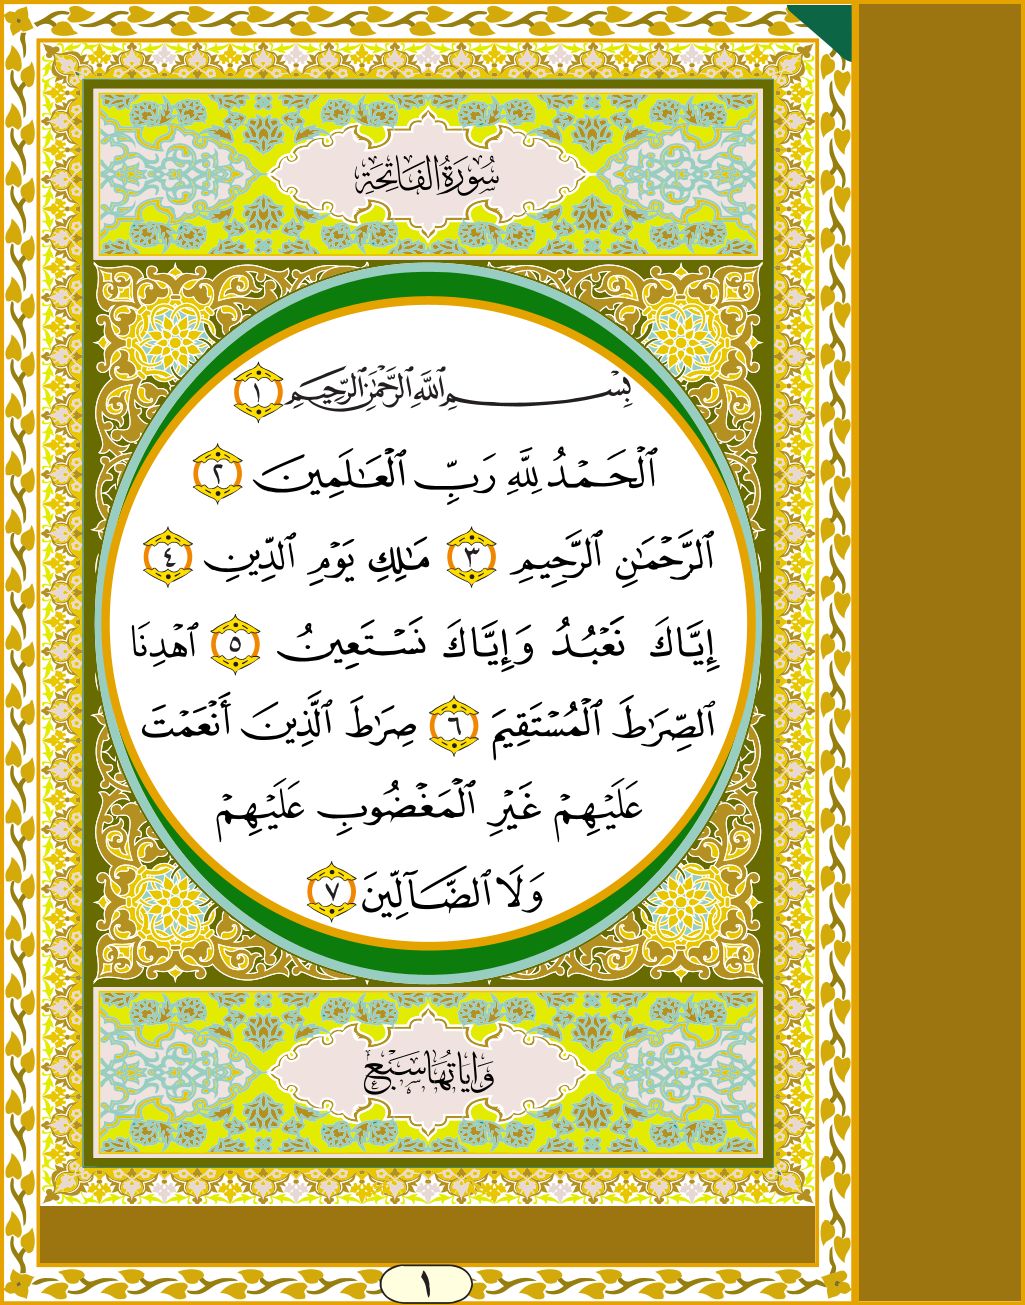 سُورَةُ الفَاتِحَةِ
بِسْمِ ٱللَّهِ ٱلرَّحْمَٰنِ ٱلرَّحِيمِ ١
ٱلْحَمْدُ لِلَّهِ رَبِّ ٱلْعَٰلَمِينَ ٢
ٱلرَّحْمَٰنِ ٱلرَّحِيمِ ٣ مَٰلِكِ يَوْمِ ٱلدِّينِ ٤
إِيَّاكَ نَعْبُدُ وَإِيَّاكَ نَسْتَعِينُ ٥ ٱهْدِنَا
ٱلصِّرَٰطَ ٱلْمُسْتَقِيمَ ٦ صِرَٰطَ ٱلَّذِينَ أَنْعَمْتَ
عَلَيْهِمْ غَيْرِ ٱلْمَغْضُوبِ عَلَيْهِمْ
وَلَا ٱلضَّآلِّينَ ٧
وَاٰيَاتُهَا سَبْعٌ
١